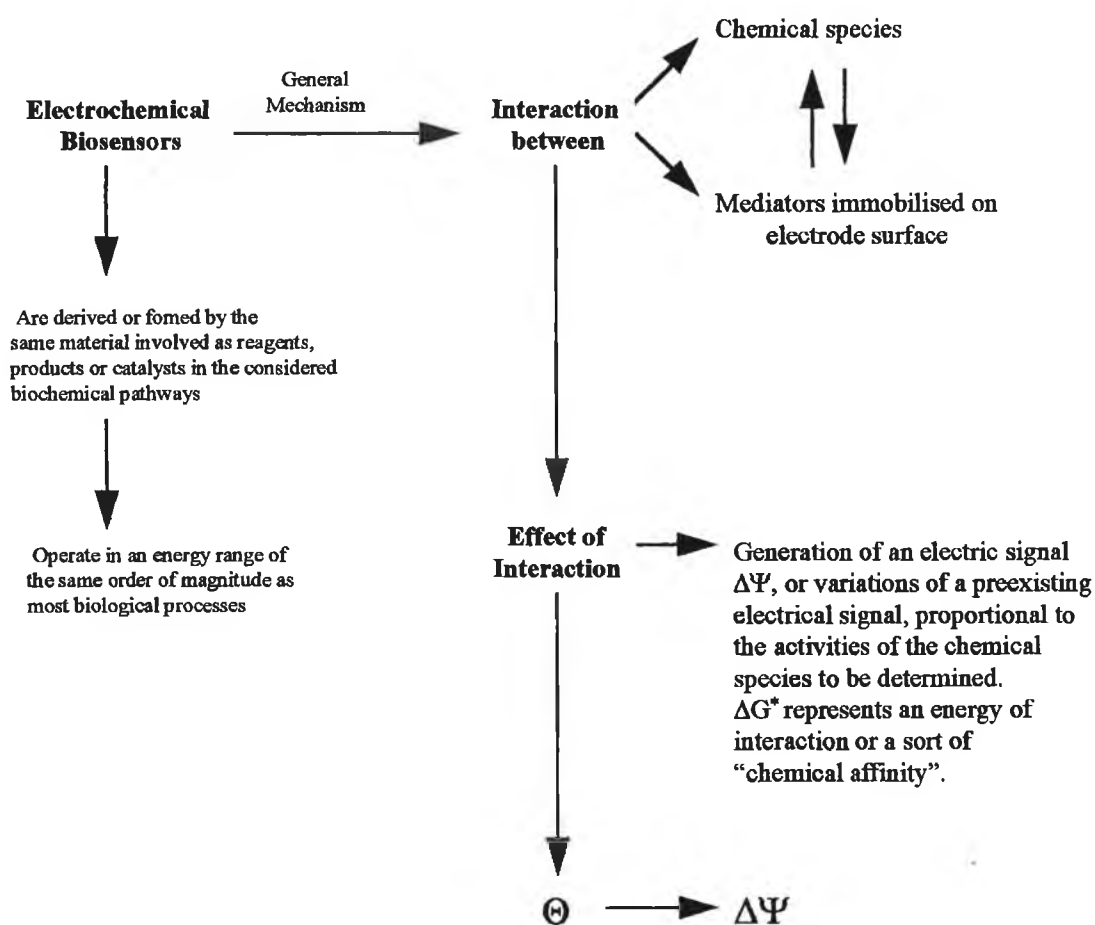 Chemical species
General
Mechanism
Electrochemical
Biosensors
Interaction
between
Mediators immobilised on
electrode surface
Are derived or fomed by the
same material involved as reagents,
products or catalysts in the considered
biochemical pathways
Operate in an energy range of
the same order of magnitude as
most biological processes
Effect of
Interaction
Generation of an electric signal
ΔΨ, or variations of a preexisting
electrical signal, proportional to
the activities of the chemical
species to be determined.
ΔG* represents an energy of
interaction or a sort of
“chemical affinity”.
Θ
ΔΨ